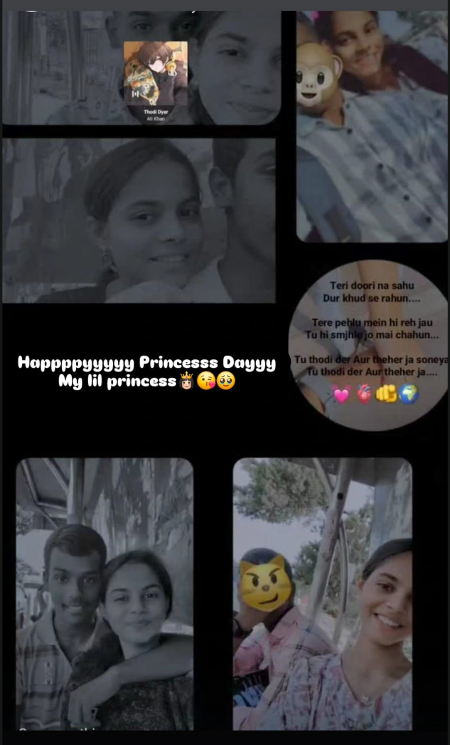 Thodi Dyar
Ali Khan
Teri doori na sahu
Dur khud se rahun....
Tere pehlu mein hi reh jau
Tu hi smjhle jo mai chahun...
Tu thodi der Aur theher ja soneya
Tu thodi der Aur theher ja....
💓🫀🫵🌍
Happppyyyyy Princesss Dayyy
My lil princess👸🏻😘🥺